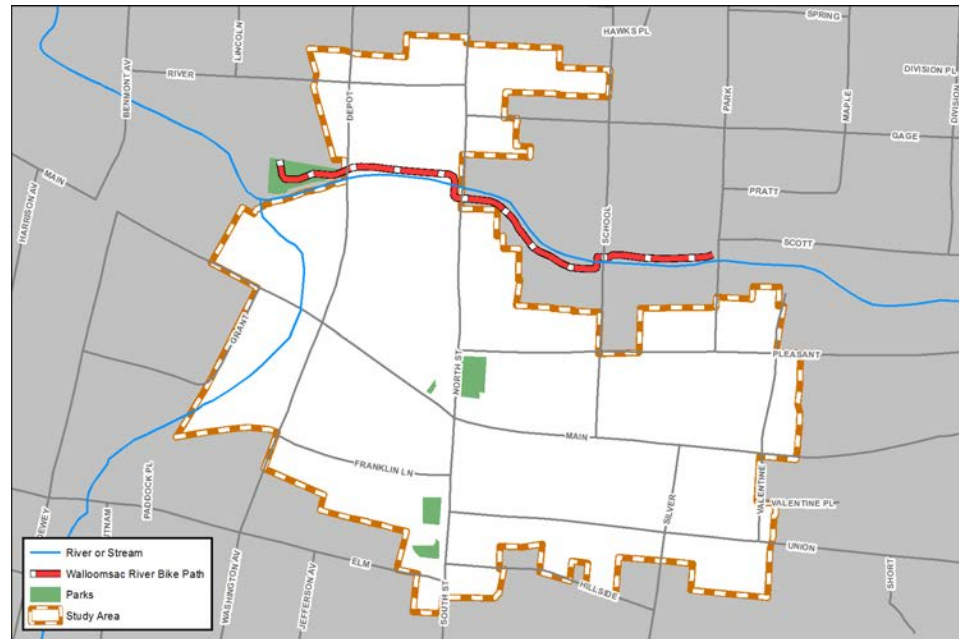 SPRING
HAWKS PL
LINCOLN
BENMONT AV
RIVER
DEPOT
PARK
MAPLE
DIVISION PL
DIVISION
GAGE
MAIN
HARRISON AV
PRATT
SCHOOL
SCOTT
GRANT
PLEASANT
NORTH ST
MAIN
FRANKLIN LN
PADDOCK PL
SILVER
VALENTINE
VALENTINE PL
DEWEY
UNION
ELM
HILLSIDE
SHORT
WASHINGTON AV
JEFFERSON AV
SOUTH ST
River or Stream
Walloomsac River Bike Path
Parks
Study Area